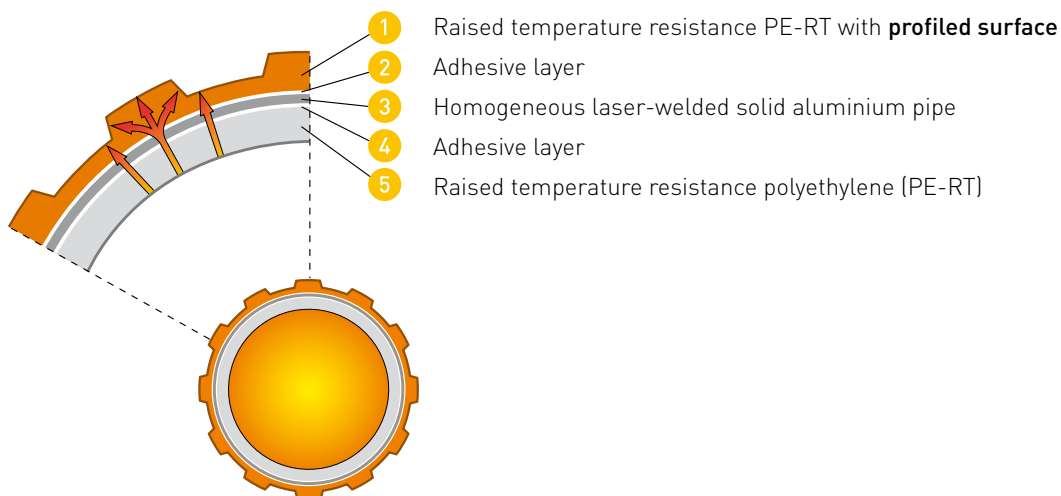 1 Raised temperature resistance PE-RT with profiled surface
2 Adhesive layer
3 Homogeneous laser-welded solid aluminium pipe
4 Adhesive layer
5 Raised temperature resistance polyethylene (PE-RT)